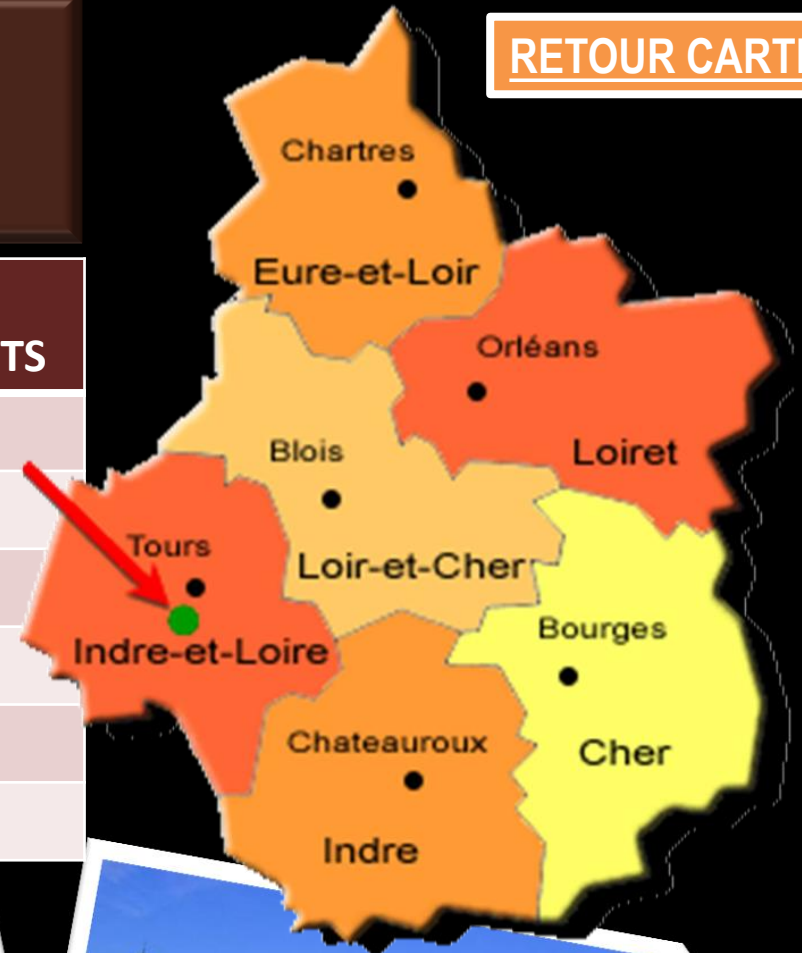 RETOUR CARTE
TS
Chartres
Eure-et-Loir
Orléans
Loiret
Blois
Loir-et-Cher
Tours
Indre-et-Loire
Bourges
Cher
Chateauroux
Indre